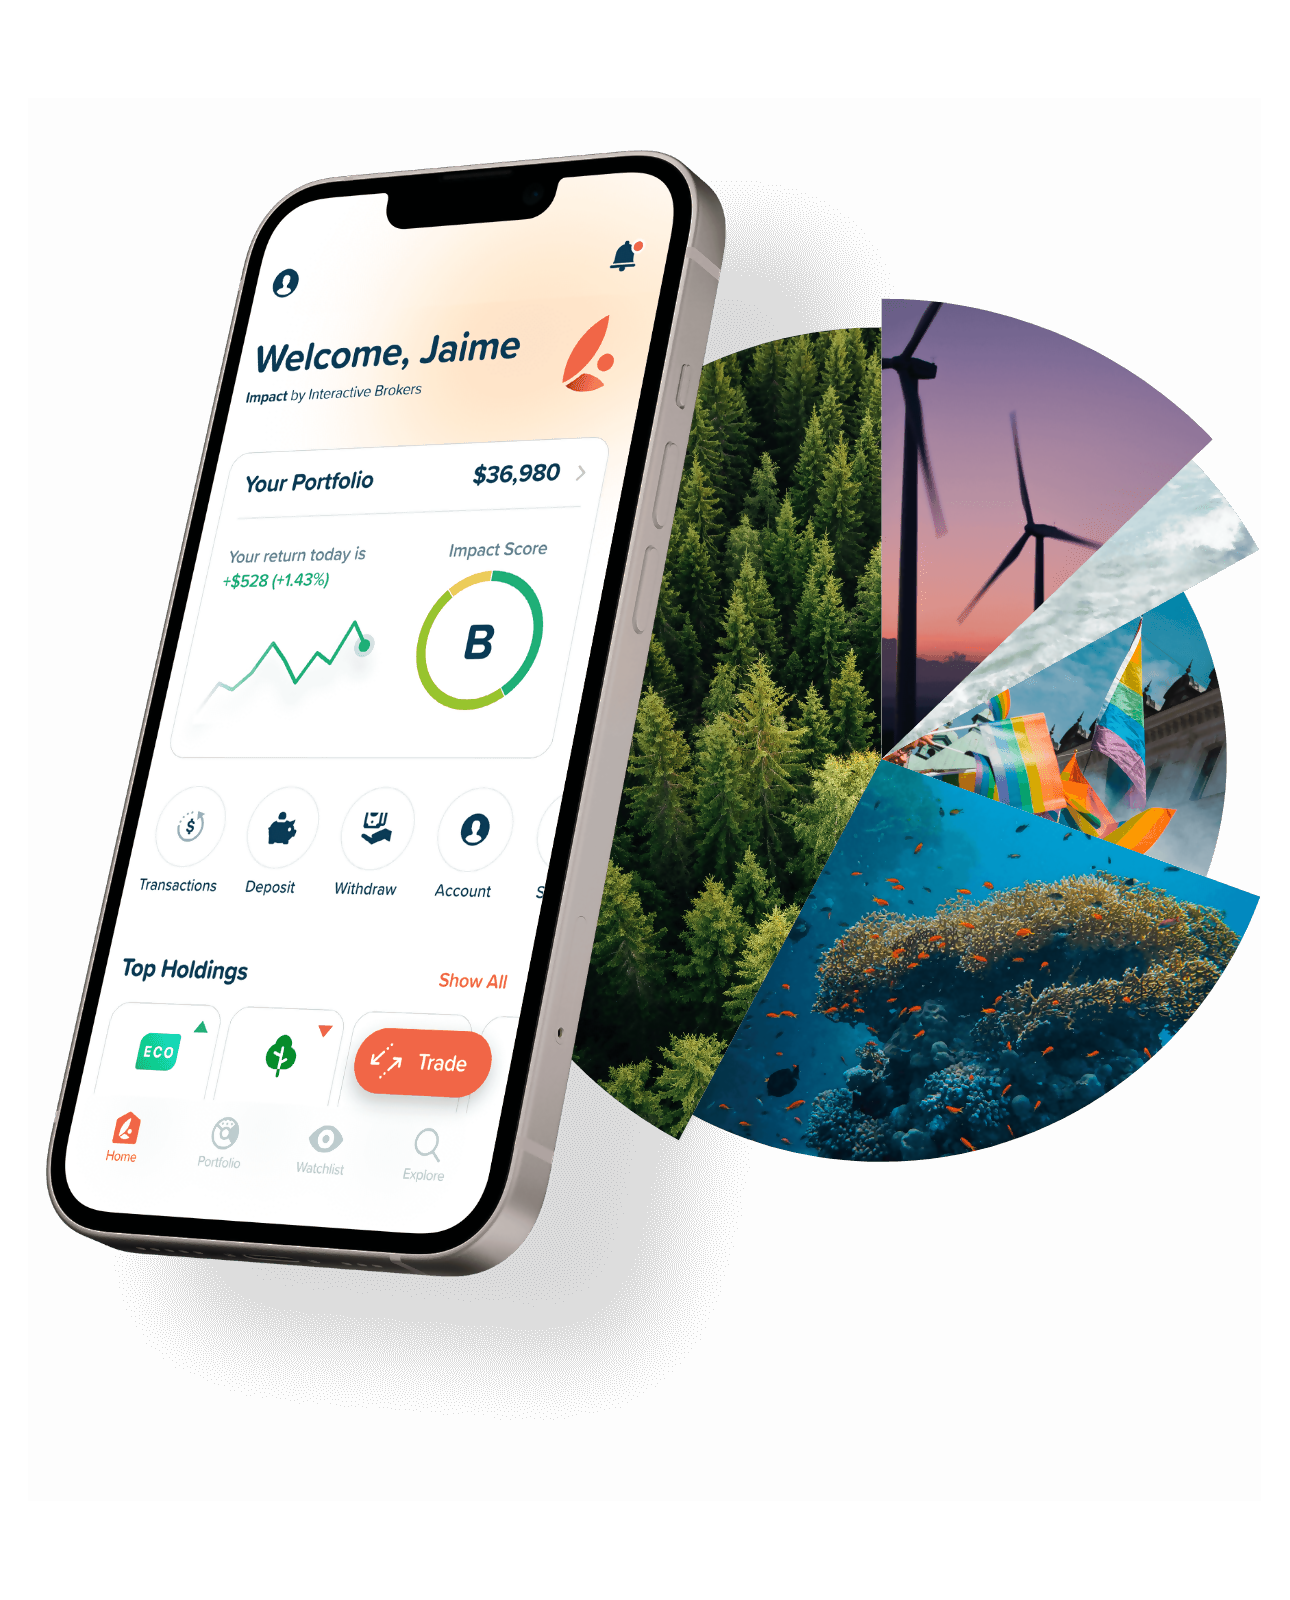 Welcome, Jaime
Impact by Interactive Brokers
Your Portfolio $36,980
Your return today is
+$528 (+1.43%)
Impact Score
B
Transactions Deposit Withdraw Account S
Top Holdings Show All
ECO
Trade
Home Portfolio Watchlist Explore